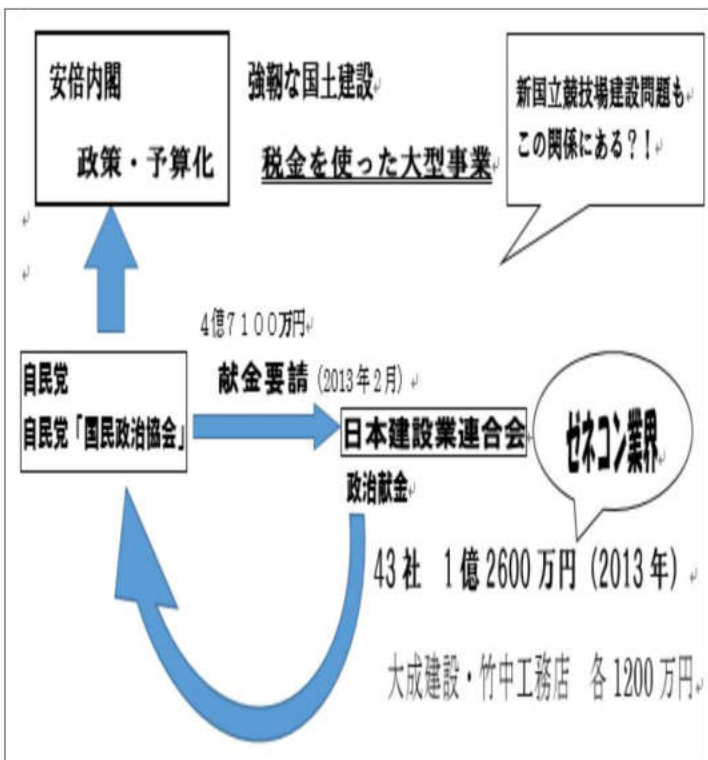 安倍内閣
政策・予算化
強靭な国土建設
税金を使った大型事業
新国立競技場建設問題も
この関係にある?!
4億7100万円
献金要請(2013年2月)
自民党
自民党「国民政治協会」
日本建設業連合会
ゼネコン業界
政治献金
43社 1億2600万円(2013年)
大成建設・竹中工務店 各1200万円